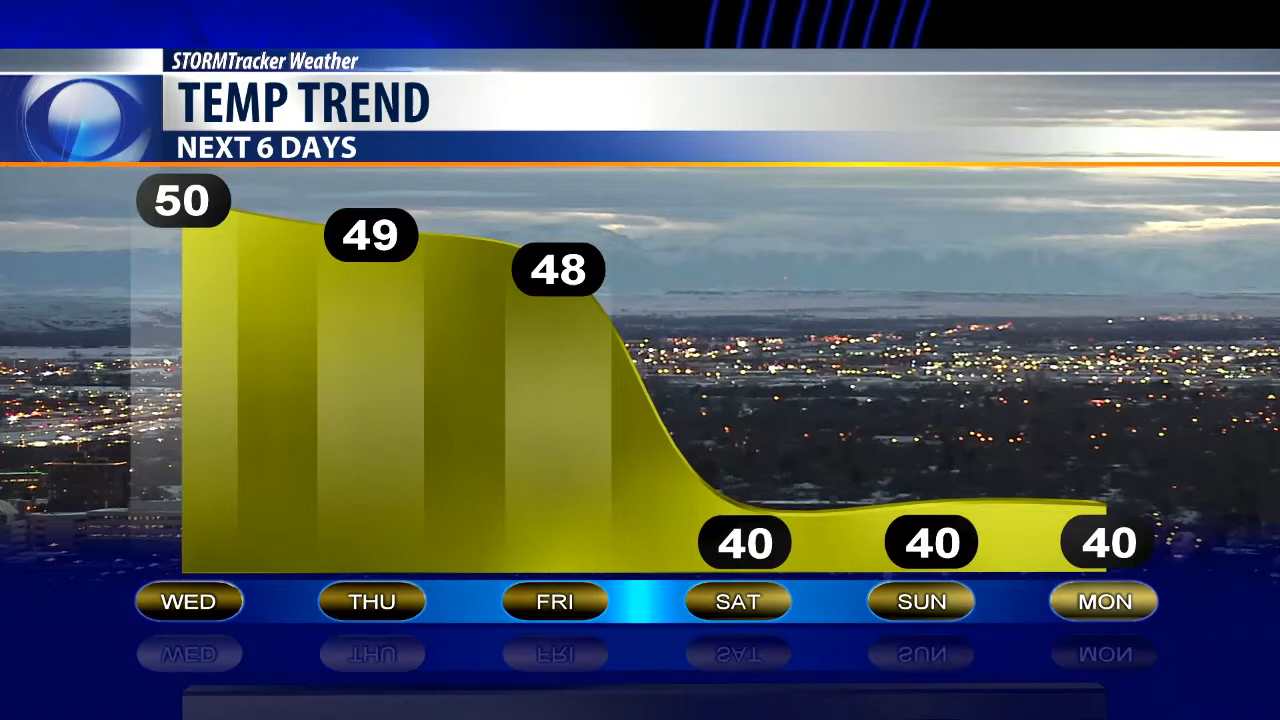 STORMTracker Weather
TEMP TREND
NEXT 6 DAYS
50
49
48
40
40
40
WED
THU
FRI
SAT
SUN
MON